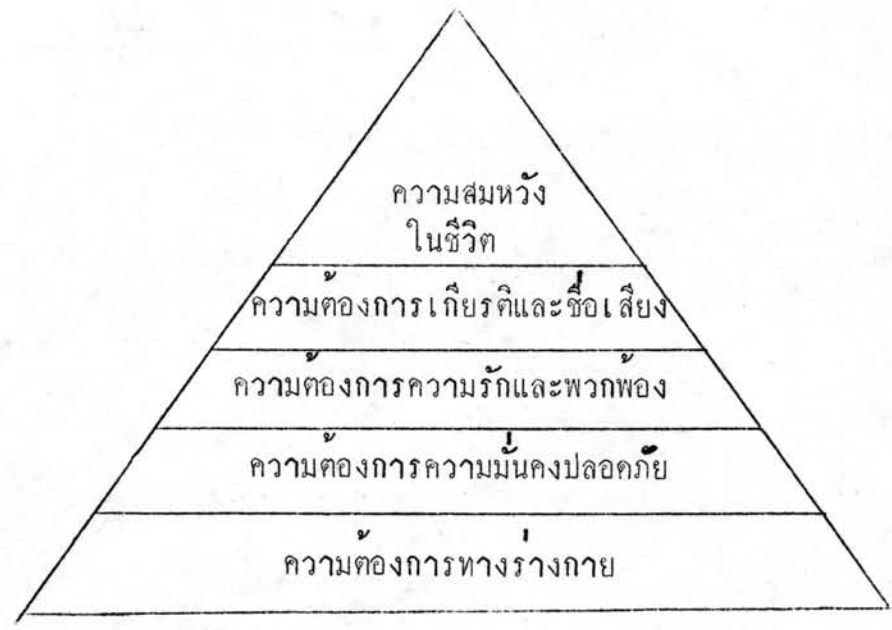 ความสมหวัง
ในชีวิต
ความต้องการเกียรติและชื่อเสียง
ความต้องการความรักและพวกพ้อง
ความต้องการความมั่นคงปลอดภัย
ความต้องการทางร่างกาย